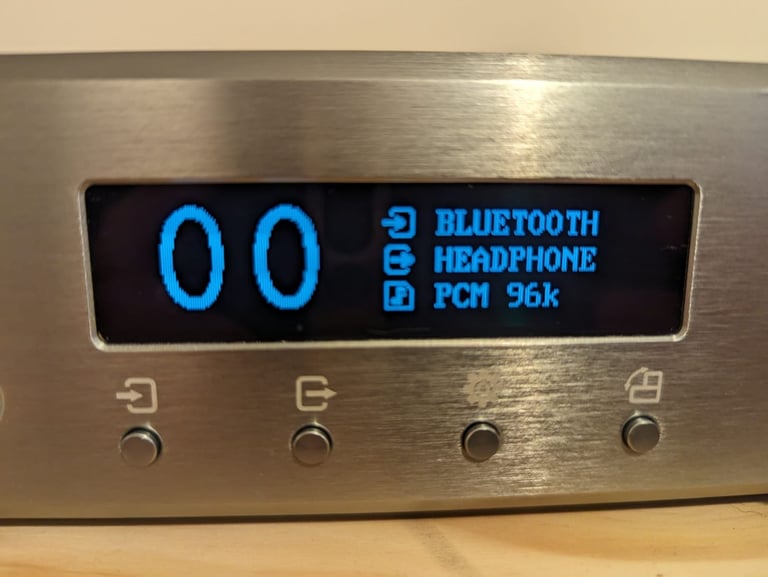 00
BLUETOOTH
HEADPHONE
PCM 96k